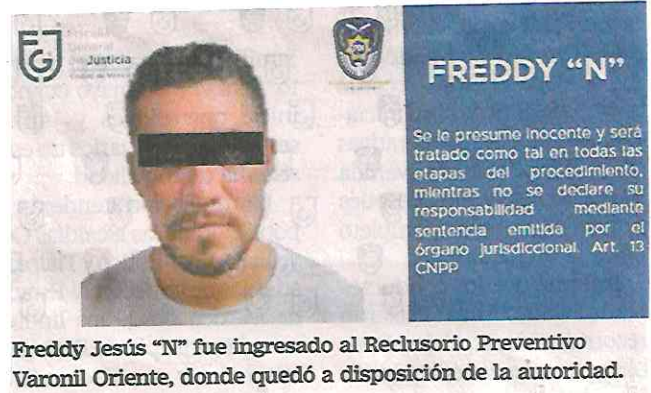 FGJ
Justicia
FREDDY “N”
Se le presume inocente y será
tratado como tal en todas las
etapas del procedimiento,
mientras no se declare su
responsabilidad mediante
sentencia emitida por el
órgano jurisdiccional. Art. 13
CNPP
Freddy Jesús “N” fue ingresado al Reclusorio Preventivo
Varonil Oriente, donde quedó a disposición de la autoridad.